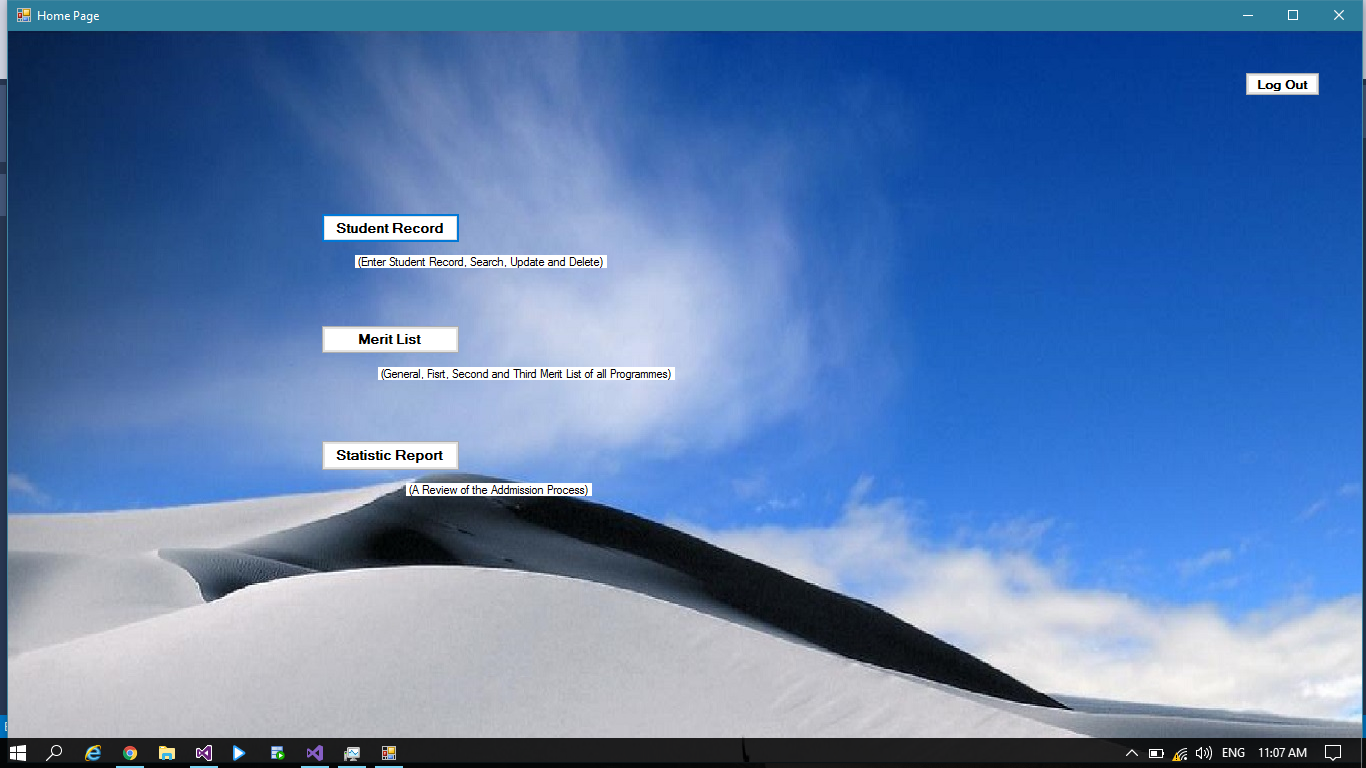 Home Page
Log Out
Student Record
(Enter Student Record, Search, Update and Delete)
Merit List
(General, Fisrt, Second and Third Merit List of all Programmes)
Statistic Report
(A Review of the Addmission Process)
ENG 11:07 AM